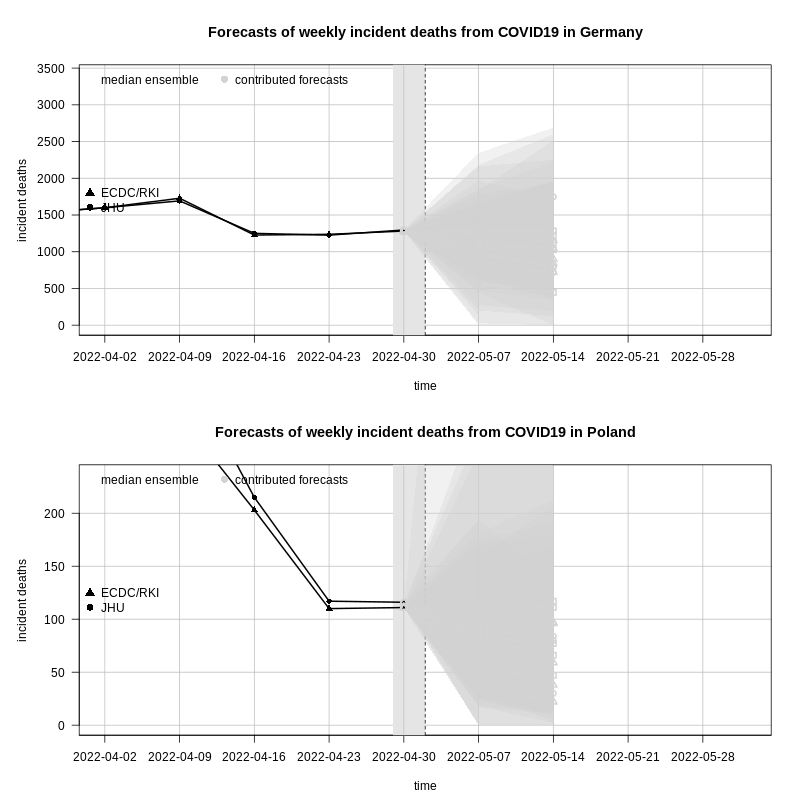 Forecasts of weekly incident deaths from COVID19 in Germany
median ensemble contributed forecasts
ECDC/RKI
JHU
incident deaths
3500
3000
2500
2000
1500
1000
500
0
2022-04-02 2022-04-09 2022-04-16 2022-04-23 2022-04-30 2022-05-07 2022-05-14 2022-05-21 2022-05-28
time
Forecasts of weekly incident deaths from COVID19 in Poland
median ensemble contributed forecasts
ECDC/RKI
JHU
incident deaths
200
150
100
50
0
2022-04-02 2022-04-09 2022-04-16 2022-04-23 2022-04-30 2022-05-07 2022-05-14 2022-05-21 2022-05-28
time